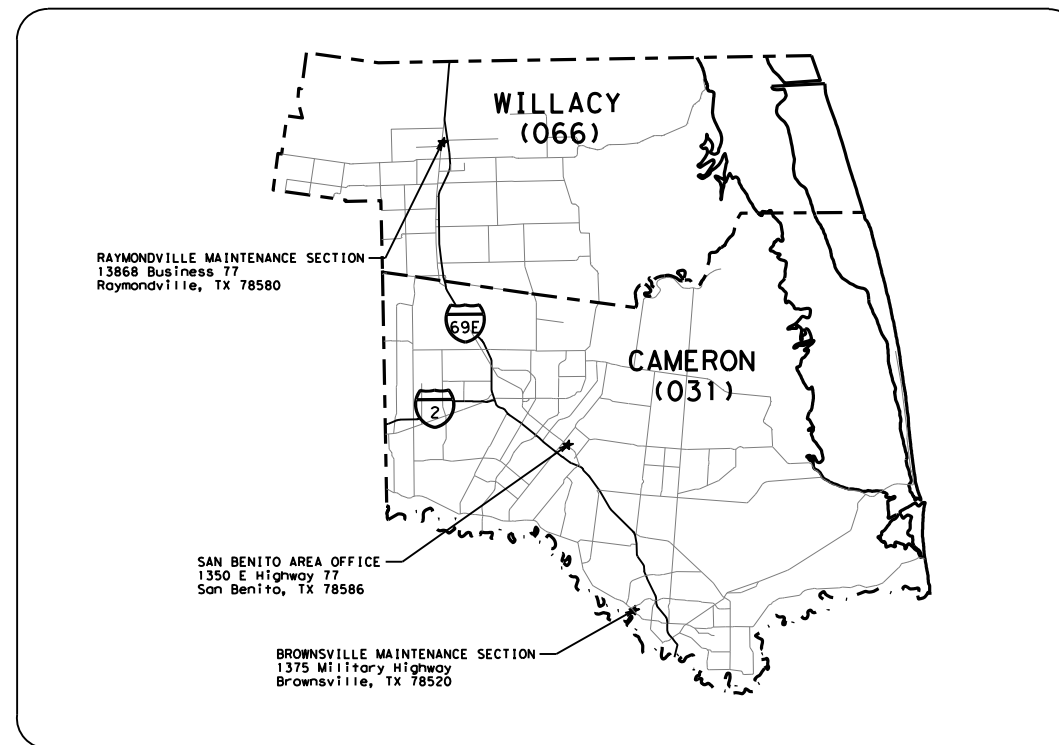 WILLACY
(066)
RAYMONDVILLE MAINTENANCE SECTION
13868 Business 77
Raymondville, TX 78580
69E
CAMERON
(031)
2
SAN BENITO AREA OFFICE
1350 E Highway 77
San Benito, TX 78586
BROWNSVILLE MAINTENANCE SECTION
1375 Military Highway
Brownsville, TX 78520